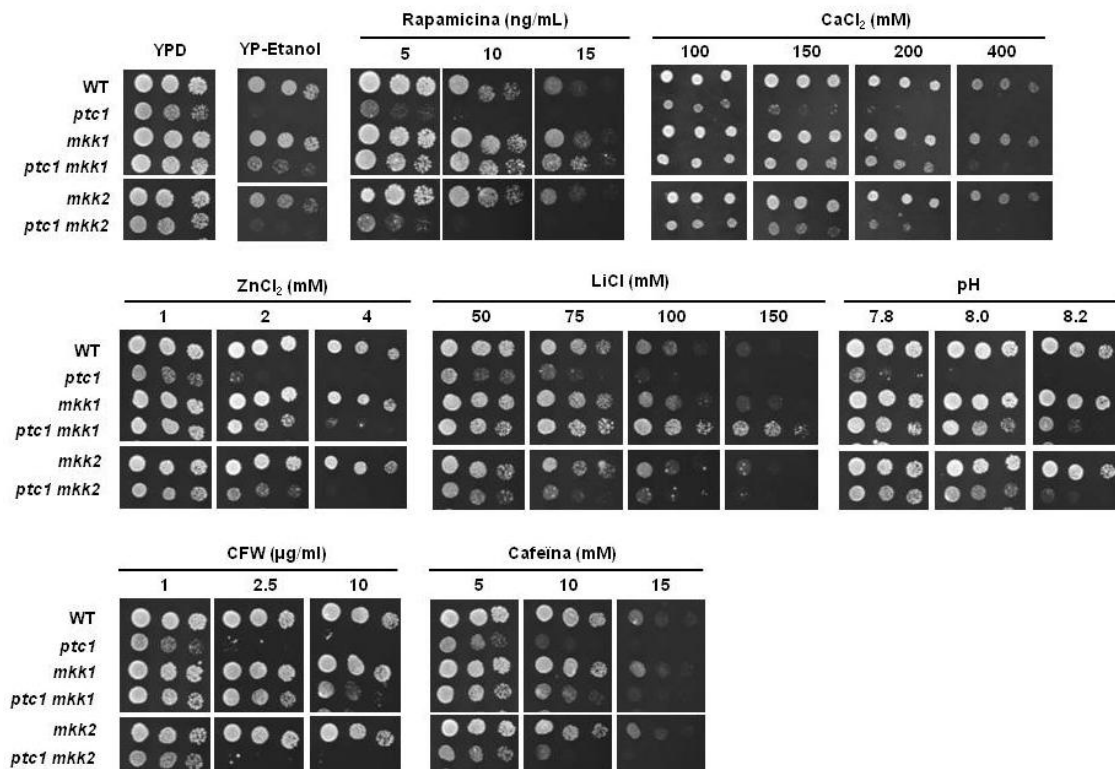 Rapamicina (ng/mL) CaCl₂ (mM)
YPD YP-Etanol 5 10 15 100 150 200 400
WT
ptc1
mkk1
ptc1 mkk1
mkk2
ptc1 mkk2
ZnCl₂ (mM) LiCl (mM) pH
1 2 4 50 75 100 150 7.8 8.0 8.2
WT
ptc1
mkk1
ptc1 mkk1
mkk2
ptc1 mkk2
CFW (µg/ml) Cafeïna (mM)
1 2.5 10 5 10 15
WT
ptc1
mkk1
ptc1 mkk1
mkk2
ptc1 mkk2